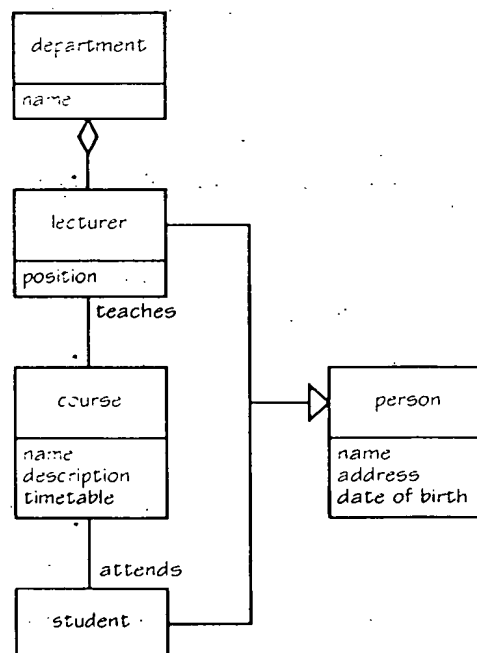 department
name
lecturer
position
teaches
course
name
description
timetable
person
name
address
date of birth
attends
student